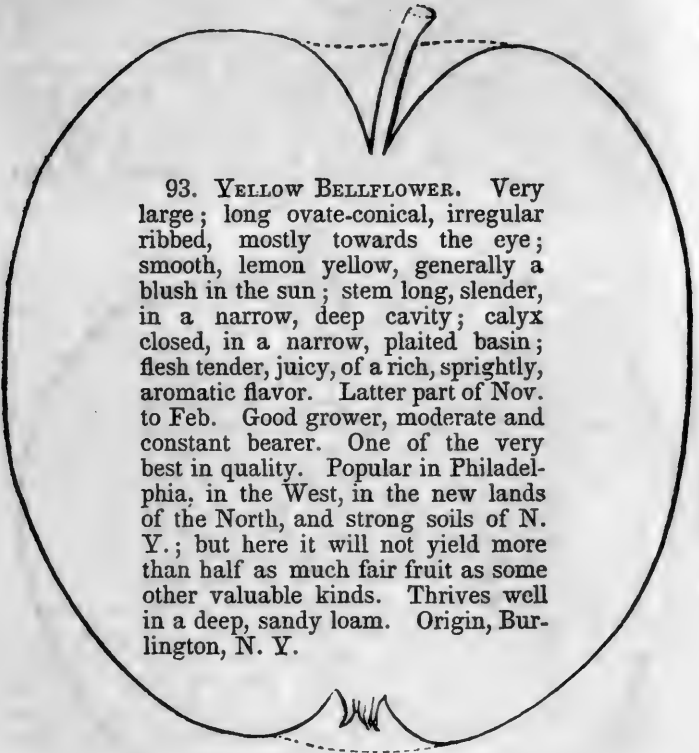 93. YELLOW BELLFLOWER. Very
large; long ovate-conical, irregular
ribbed, mostly towards the eye;
smooth, lemon yellow, generally a
blush in the sun; stem long, slender,
in a narrow, deep cavity; calyx
closed, in a narrow, plaited basin;
flesh tender, juicy, of a rich, sprightly,
aromatic flavor. Latter part of Nov.
to Feb. Good grower, moderate and
constant bearer. One of the very
best in quality. Popular in Philadel-
phia, in the West, in the new lands
of the North, and strong soils of N.
Y.; but here it will not yield more
than half as much fair fruit as some
other valuable kinds. Thrives well
in a deep, sandy loam. Origin, Bur-
lington, N. Y.